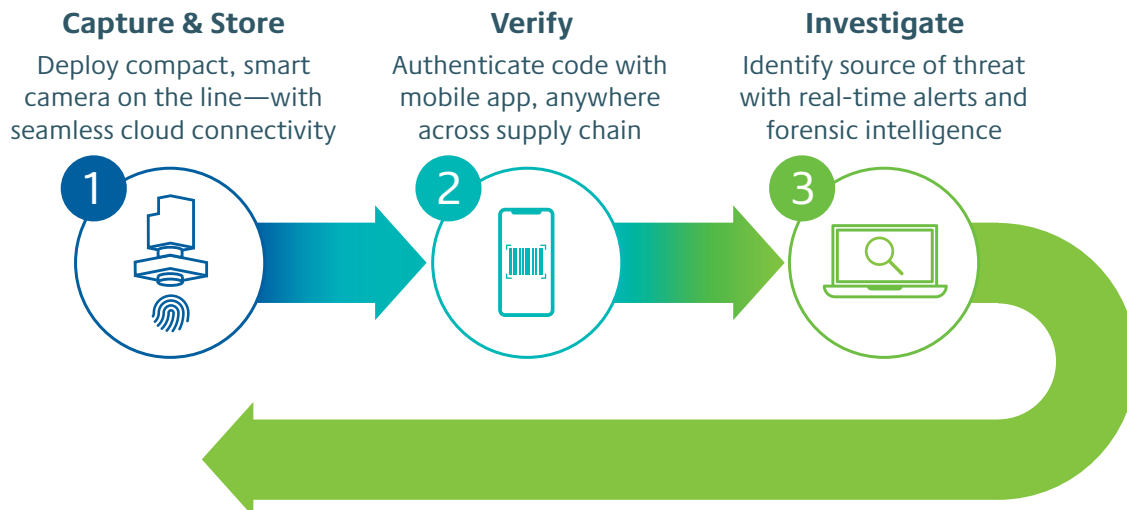 Capture & Store
Deploy compact, smart
camera on the line—with
seamless cloud connectivity
1
Verify
Authenticate code with
mobile app, anywhere
across supply chain
2
Investigate
Identify source of threat
with real-time alerts and
forensic intelligence
3